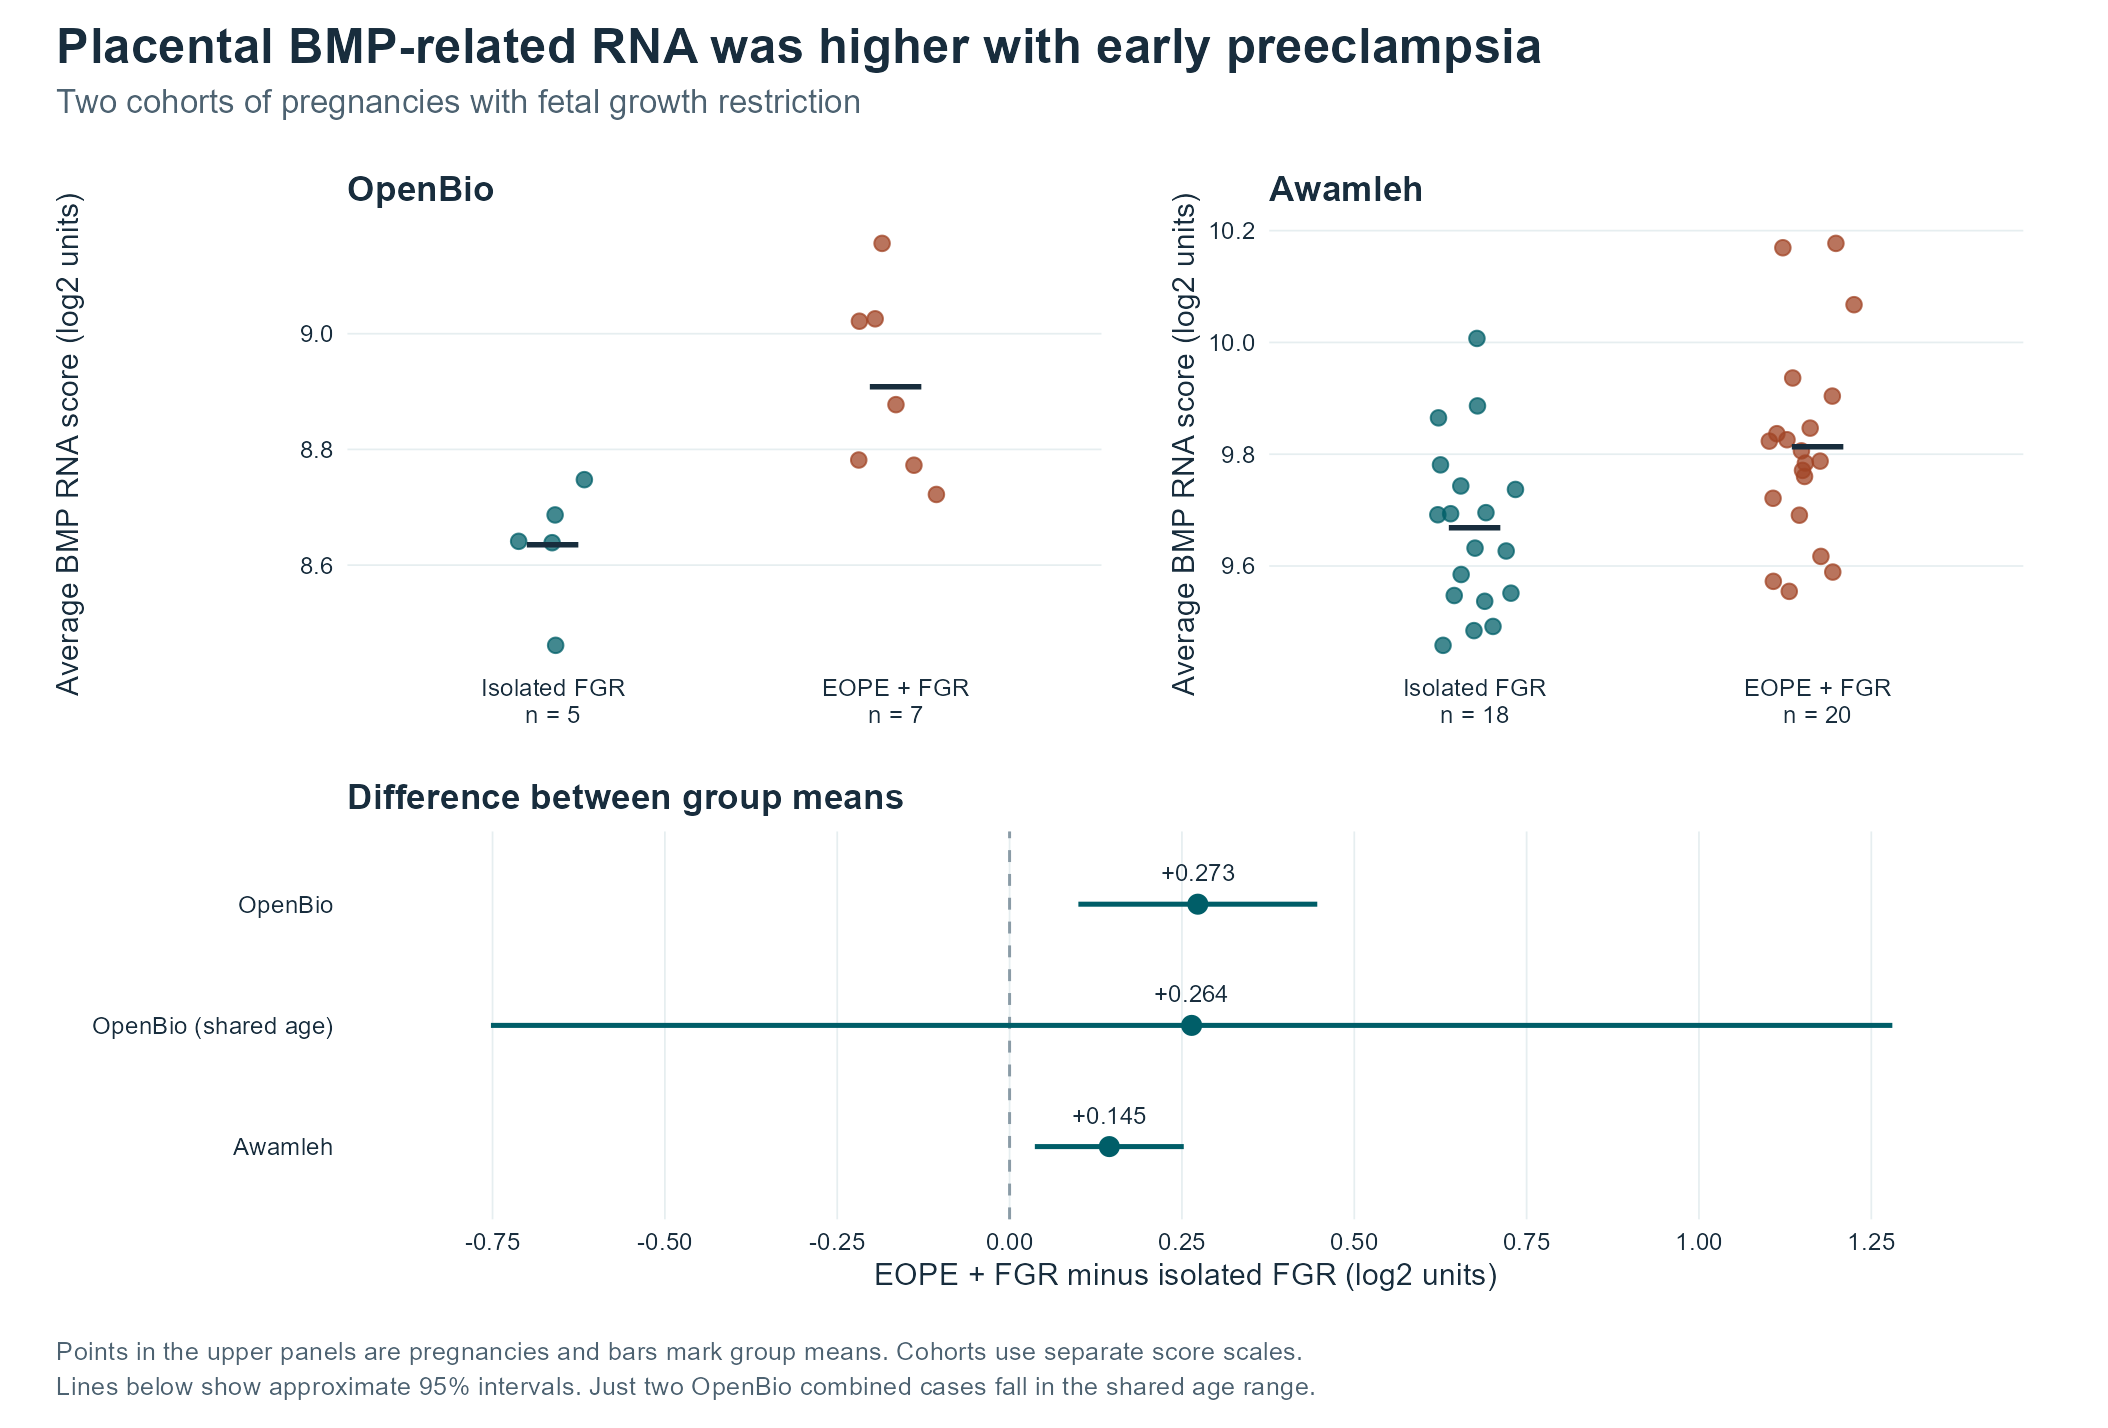 Placental BMP-related RNA was higher with early preeclampsia
Two cohorts of pregnancies with fetal growth restriction
OpenBio
Average BMP RNA score (log2 units)
9.0
8.8
8.6
Isolated FGR
n = 5
EOPE + FGR
n = 7
Awamleh
Average BMP RNA score (log2 units)
10.2
10.0
9.8
9.6
Isolated FGR
n = 18
EOPE + FGR
n = 20
Difference between group means
OpenBio
+0.273
OpenBio (shared age)
+0.264
Awamleh
+0.145
-0.75 -0.50 -0.25 0.00 0.25 0.50 0.75 1.00 1.25
EOPE + FGR minus isolated FGR (log2 units)
Points in the upper panels are pregnancies and bars mark group means. Cohorts use separate score scales.
Lines below show approximate 95% intervals. Just two OpenBio combined cases fall in the shared age range.